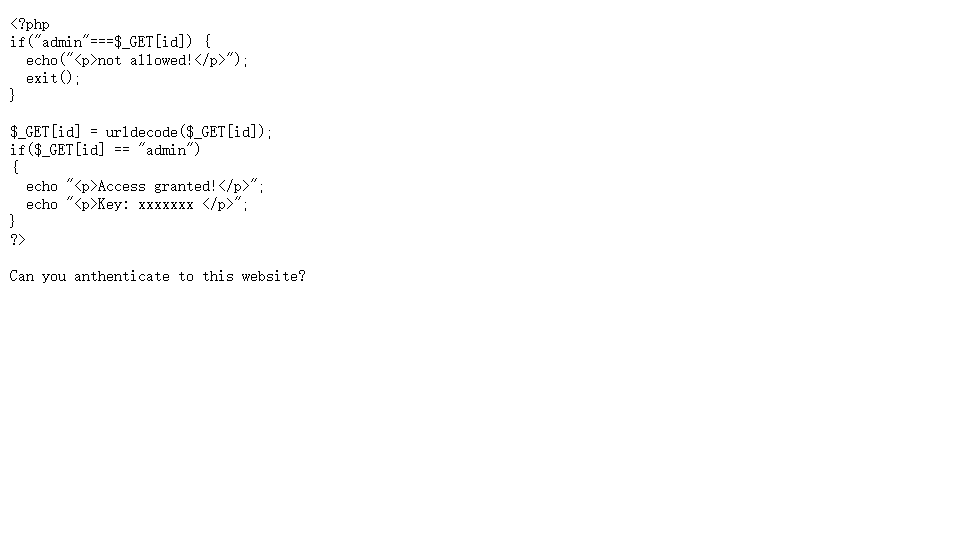 <?php
if("admin"===$_GET[id]) {
  echo("<p>not allowed!</p>");
  exit();
}

$_GET[id] = urldecode($_GET[id]);
if($_GET[id] == "admin")
{
  echo "<p>Access granted!</p>";
  echo "<p>Key: xxxxxxx </p>";
}
?>

Can you anthenticate to this website?